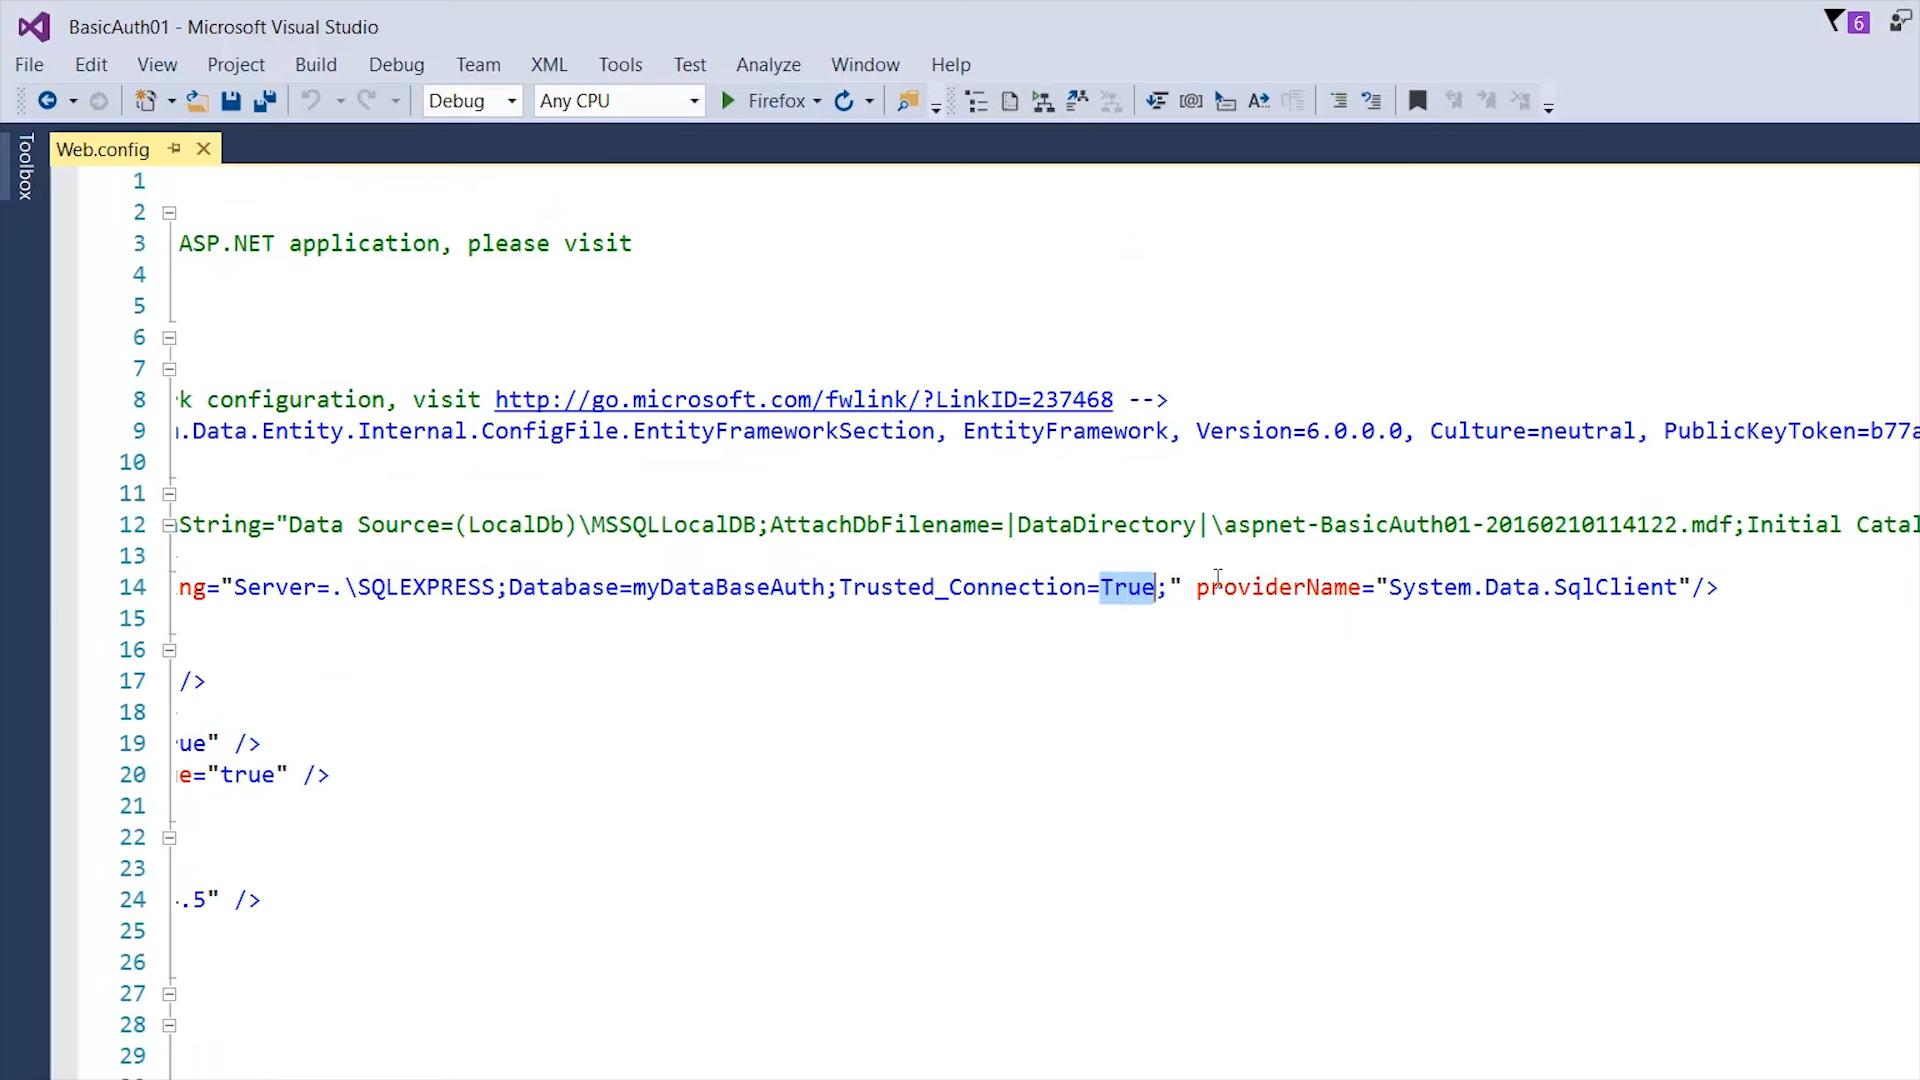 BasicAuth01 - Microsoft Visual Studio
6
File Edit View Project Build Debug Team XML Tools Test Analyze Window Help
Debug Any CPU Firefox
Toolbox
Web.config
1
2
3 ASP.NET application, please visit
4
5
6
7
8 k configuration, visit http://go.microsoft.com/fwlink/?LinkID=237468 -->
9 .Data.Entity.Internal.ConfigFile.EntityFrameworkSection, EntityFramework, Version=6.0.0.0, Culture=neutral, PublicKeyToken=b77a
10
11
12 String="Data Source=(LocalDb)\MSSQLLocalDB;AttachDbFilename=|DataDirectory|\aspnet-BasicAuth01-20160210114122.mdf;Initial Catal
13
14 ng="Server=.\SQLEXPRESS;Database=myDataBaseAuth;Trusted_Connection=True;" providerName="System.Data.SqlClient"/>
15
16
17 />
18
19 ue" />
20 e="true" />
21
22
23
24 .5" />
25
26
27
28
29